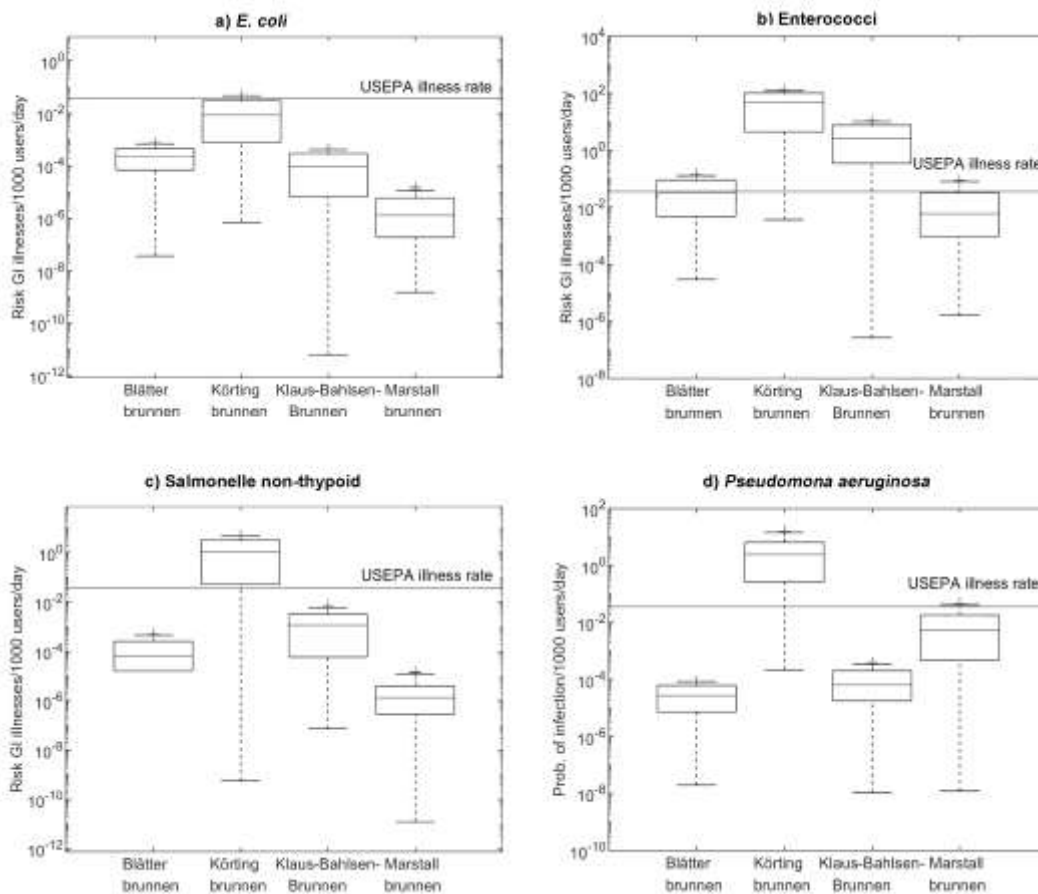 a) E. coli
Risk GI illnesses/1000 users/day
10^0
10^-2
10^-4
10^-6
10^-8
10^-10
10^-12
USEPA illness rate
Blätter Körting Klaus-Bahlsen- Marstall
brunnen brunnen Brunnen brunnen
b) Enterococci
Risk GI illnesses/1000 users/day
10^4
10^2
10^0
10^-2
10^-4
10^-6
10^-8
USEPA illness rate
Blätter Körting Klaus-Bahlsen- Marstall
brunnen brunnen Brunnen brunnen
c) Salmonelle non-thypoid
Risk GI illnesses/1000 users/day
10^0
10^-2
10^-4
10^-6
10^-8
10^-10
10^-12
USEPA illness rate
Blätter Körting Klaus-Bahlsen- Marstall
brunnen brunnen Brunnen brunnen
d) Pseudomona aeruginosa
Prob. of infection/1000 users/day
10^2
10^0
10^-2
10^-4
10^-6
10^-8
10^-10
USEPA illness rate
Blätter Körting Klaus-Bahlsen- Marstall
brunnen brunnen Brunnen brunnen